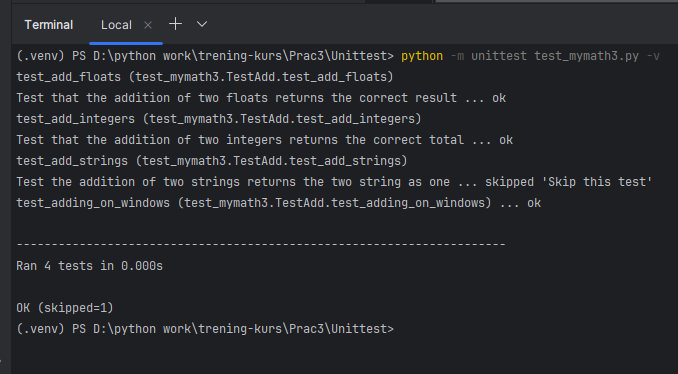 Terminal Local
(.venv) PS D:\python work\trening-kurs\Prac3\Unittest> python -m unittest test_mymath3.py -v
test_add_floats (test_mymath3.TestAdd.test_add_floats)
Test that the addition of two floats returns the correct result ... ok
test_add_integers (test_mymath3.TestAdd.test_add_integers)
Test that the addition of two integers returns the correct total ... ok
test_add_strings (test_mymath3.TestAdd.test_add_strings)
Test the addition of two strings returns the two string as one ... skipped 'Skip this test'
test_adding_on_windows (test_mymath3.TestAdd.test_adding_on_windows) ... ok
----------------------------------------------------------------------
Ran 4 tests in 0.000s
OK (skipped=1)
(.venv) PS D:\python work\trening-kurs\Prac3\Unittest>